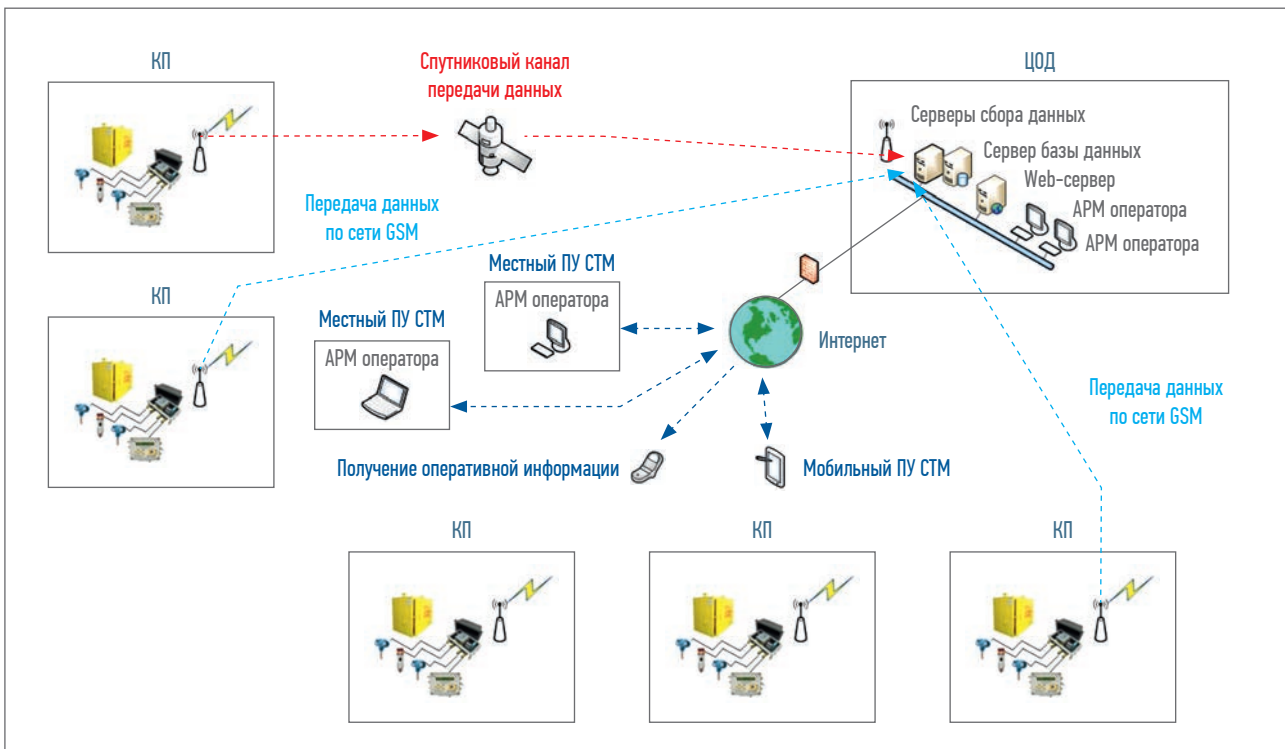 КП
Спутниковый канал
передачи данных
ЦОД
Серверы сбора данных
Сервер базы данных
Web-сервер
АРМ оператора
АРМ оператора
Передача данных
по сети GSM
КП
Местный ПУ СТМ
АРМ оператора
Местный ПУ СТМ
АРМ оператора
Интернет
Передача данных
по сети GSM
Получение оперативной информации
Мобильный ПУ СТМ
КП
КП
КП